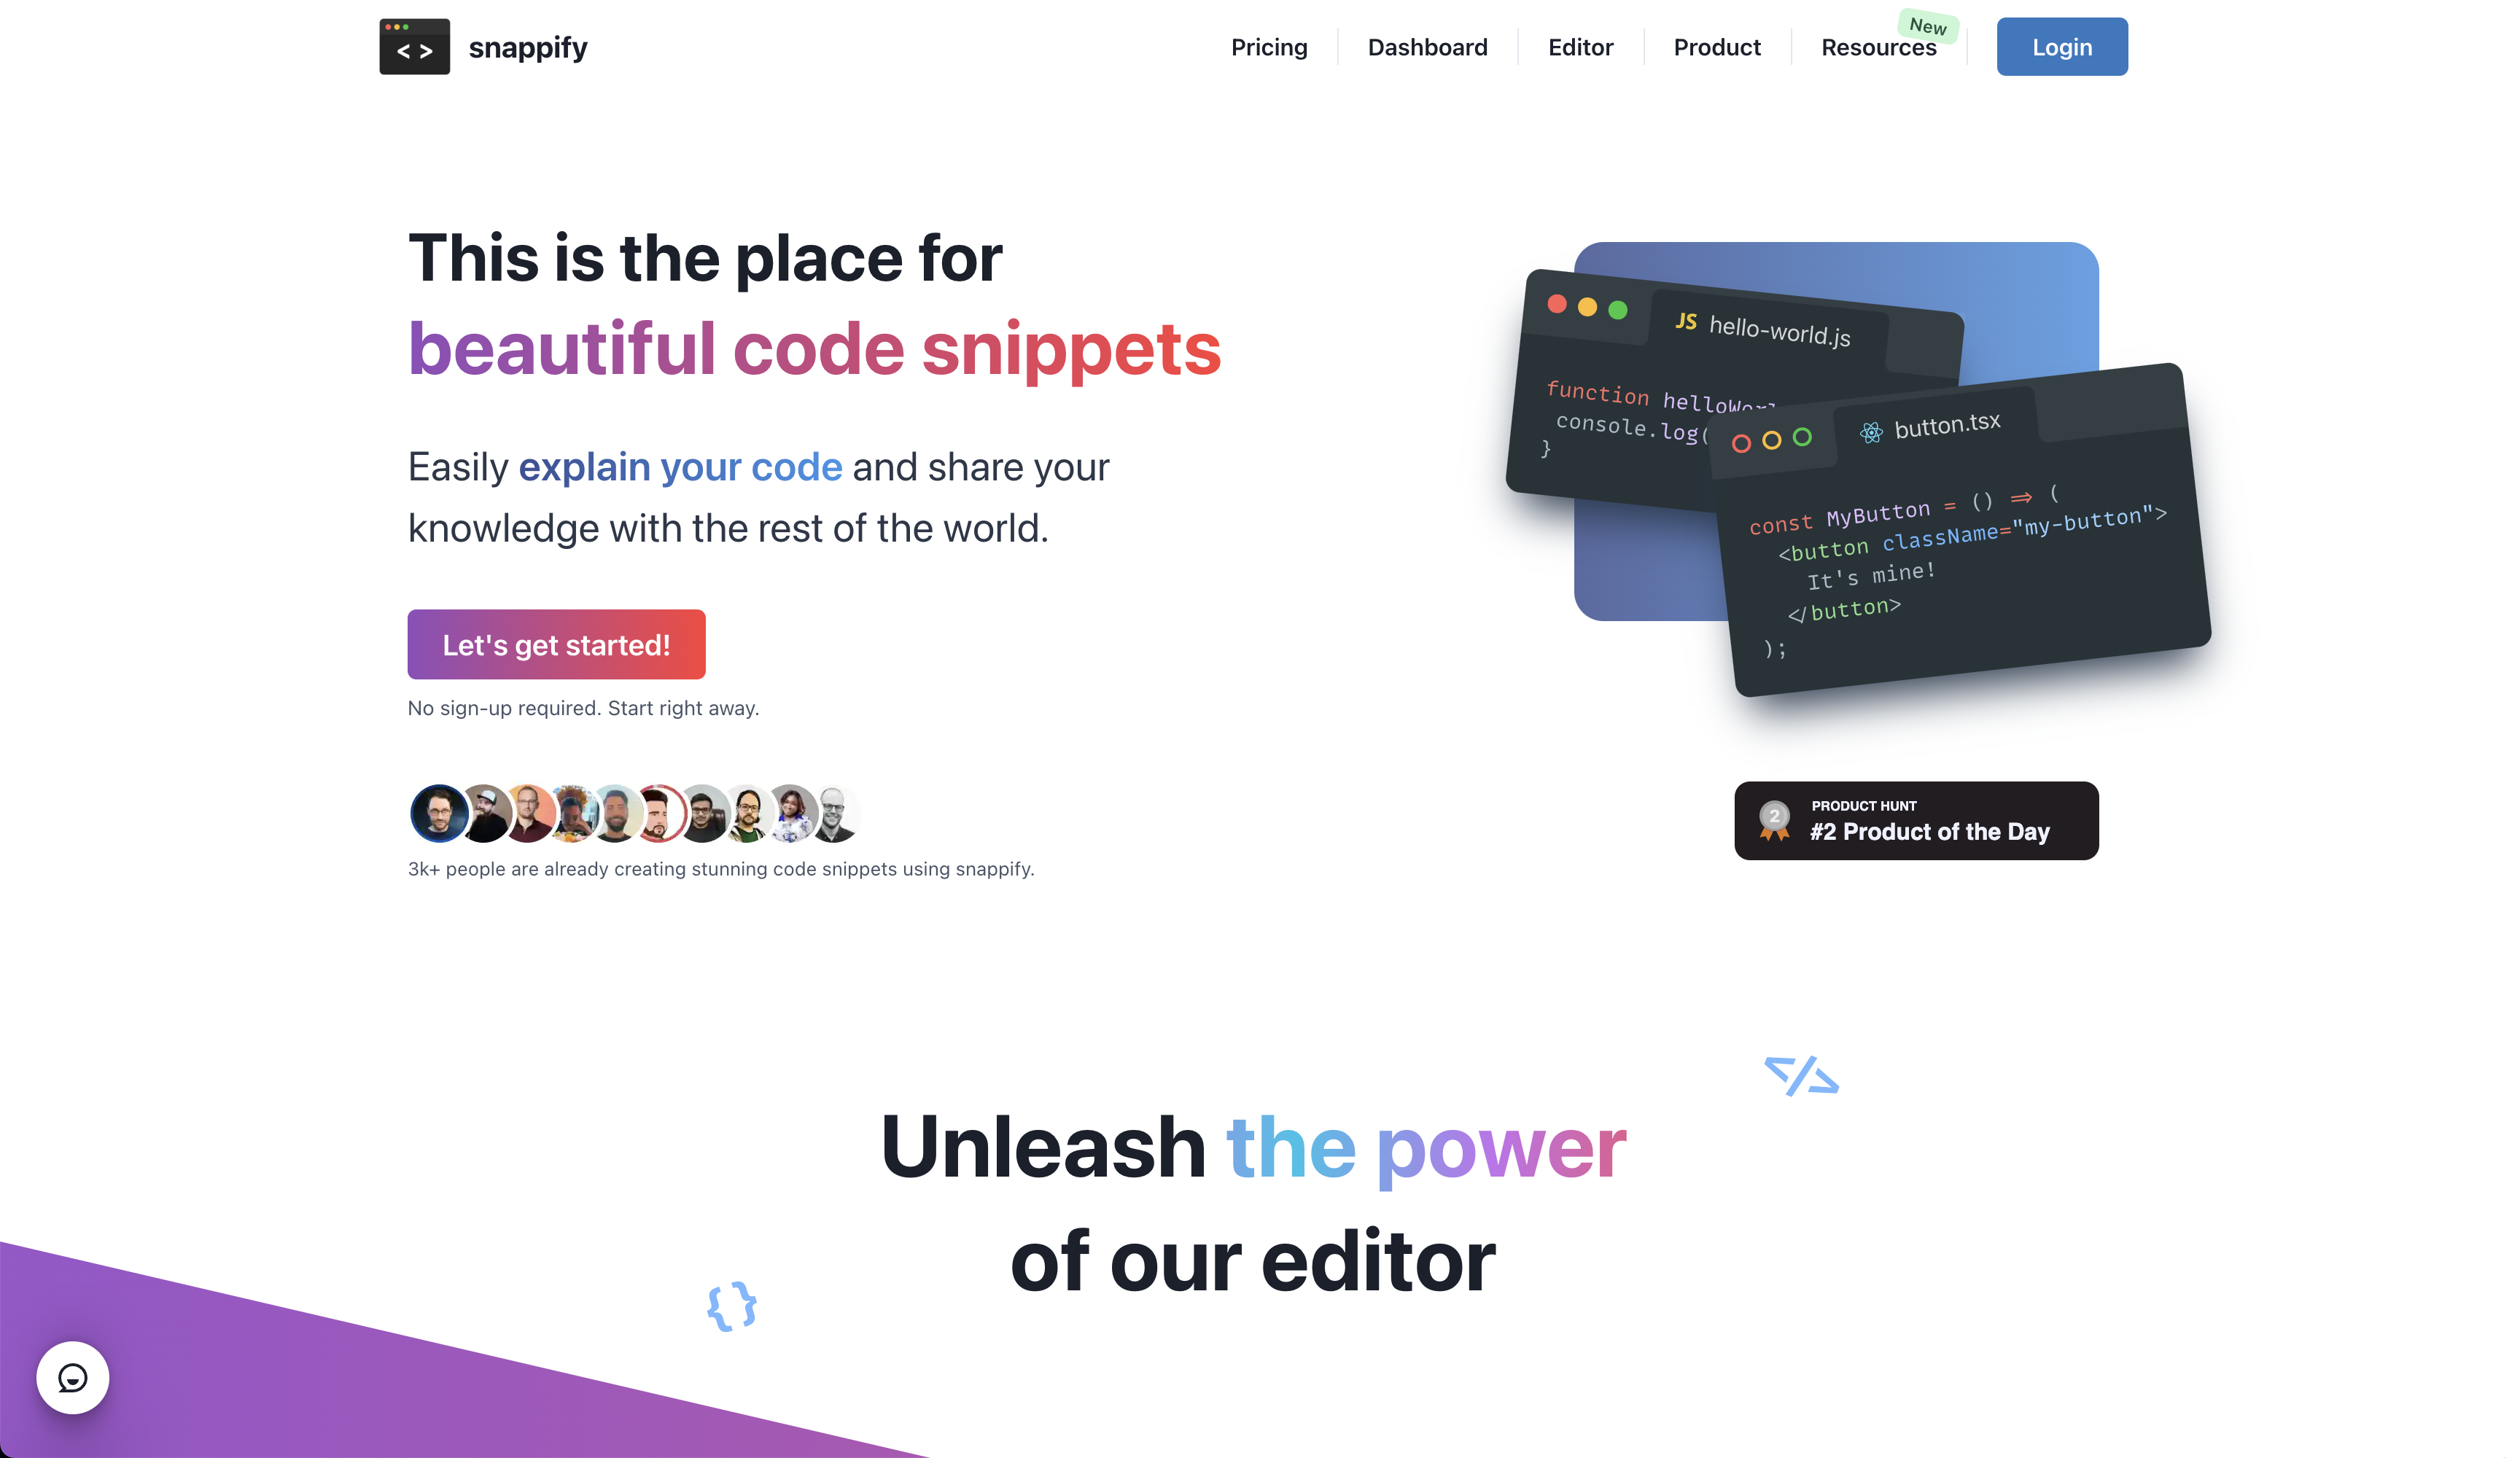 < > snappify
Pricing
Dashboard
Editor
Product
Resources
New
Login
This is the place for
beautiful code snippets
Easily explain your code and share your
knowledge with the rest of the world.
Let's get started!
No sign-up required. Start right away.
3k+ people are already creating stunning code snippets using snappify.
JS hello-world.js
function
console.log(
}
button.tsx
const MyButton = () => (
<button className="my-button">
It's mine!
</button>
);
2
PRODUCT HUNT
#2 Product of the Day
</>
Unleash the power
of our editor
{}